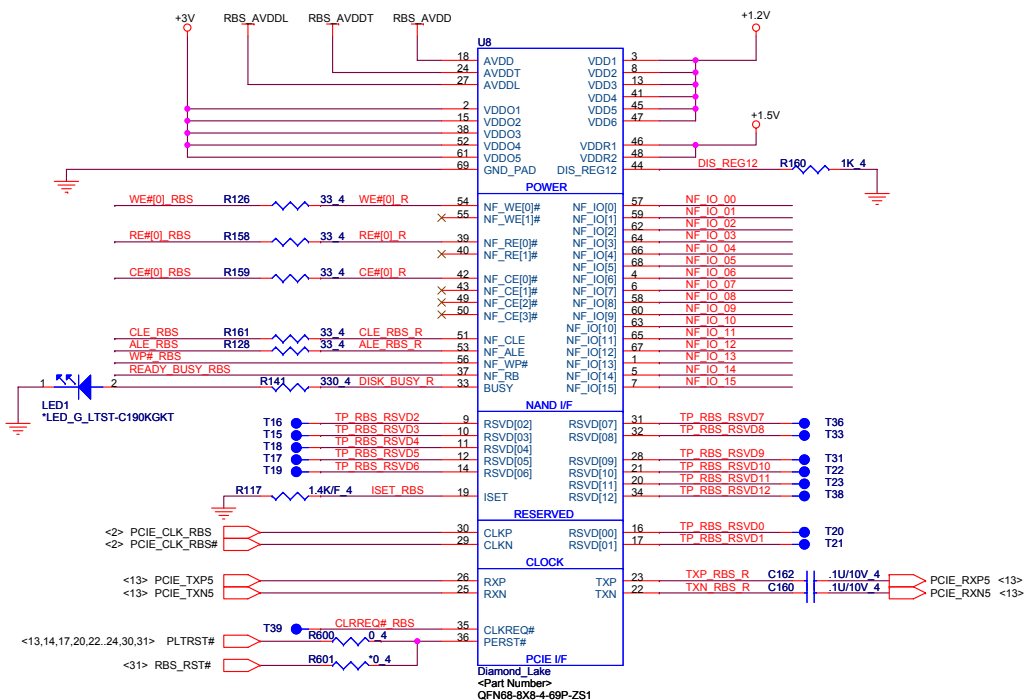 +3V RBS_AVDDL RBS_AVDDT RBS_AVDD +1.2V
U8
18 AVDD VDD1 3
24 AVDDT VDD2 8
27 AVDDL VDD3 13
VDD4 41
2 VDDO1 VDD5 45
15 VDDO2 VDD6 47
38 VDDO3 +1.5V
52 VDDO4 VDDR1 46
61 VDDO5 VDDR2 48
69 GND_PAD DIS_REG12 44 DIS_REG12 R160 1K_4
POWER
WE#[0]_RBS R126 33_4 WE#[0]_R 54 NF_WE[0]# NF_IO[0] 57 NF_IO_00
55 NF_WE[1]# NF_IO[1] 59 NF_IO_01
NF_IO[2] 62 NF_IO_02
RE#[0]_RBS R158 33_4 RE#[0]_R 39 NF_RE[0]# NF_IO[3] 64 NF_IO_03
40 NF_RE[1]# NF_IO[4] 66 NF_IO_04
NF_IO[5] 68 NF_IO_05
CE#[0]_RBS R159 33_4 CE#[0]_R 42 NF_CE[0]# NF_IO[6] 4 NF_IO_06
43 NF_CE[1]# NF_IO[7] 6 NF_IO_07
49 NF_CE[2]# NF_IO[8] 58 NF_IO_08
50 NF_CE[3]# NF_IO[9] 60 NF_IO_09
NF_IO[10] 63 NF_IO_10
CLE_RBS R161 33_4 CLE_RBS_R 51 NF_CLE NF_IO[11] 65 NF_IO_11
ALE_RBS R128 33_4 ALE_RBS_R 53 NF_ALE NF_IO[12] 67 NF_IO_12
WP#_RBS 56 NF_WP# NF_IO[13] 1 NF_IO_13
READY_BUSY_RBS 37 NF_RB NF_IO[14] 5 NF_IO_14
1 2 R141 330_4 DISK_BUSY_R 33 BUSY NF_IO[15] 7 NF_IO_15
LED1
*LED_G_LTST-C190KGKT
NAND I/F
T16 TP_RBS_RSVD2 9 RSVD[02] RSVD[07] 31 TP_RBS_RSVD7 T36
T15 TP_RBS_RSVD3 10 RSVD[03] RSVD[08] 32 TP_RBS_RSVD8 T33
T18 TP_RBS_RSVD4 11 RSVD[04]
T17 TP_RBS_RSVD5 12 RSVD[05] RSVD[09] 28 TP_RBS_RSVD9 T31
T19 TP_RBS_RSVD6 14 RSVD[06] RSVD[10] 21 TP_RBS_RSVD10 T22
RSVD[11] 20 TP_RBS_RSVD11 T23
R117 1.4K/F_4 ISET_RBS 19 ISET RSVD[12] 34 TP_RBS_RSVD12 T38
RESERVED
<2> PCIE_CLK_RBS 30 CLKP RSVD[00] 16 TP_RBS_RSVD0 T20
<2> PCIE_CLK_RBS# 29 CLKN RSVD[01] 17 TP_RBS_RSVD1 T21
CLOCK
<13> PCIE_TXP5 26 RXP TXP 23 TXP_RBS_R C162 .1U/10V_4 PCIE_RXP5 <13>
<13> PCIE_TXN5 25 RXN TXN 22 TXN_RBS_R C160 .1U/10V_4 PCIE_RXN5 <13>
T39 CLRREQ#_RBS 35 CLKREQ#
<13,14,17,20,22..24,30,31> PLTRST# R600 0_4 36 PERST#
<31> RBS_RST# R601 *0_4
PCIE I/F
Diamond_Lake
<Part Number>
QFN68-8X8-4-69P-ZS1